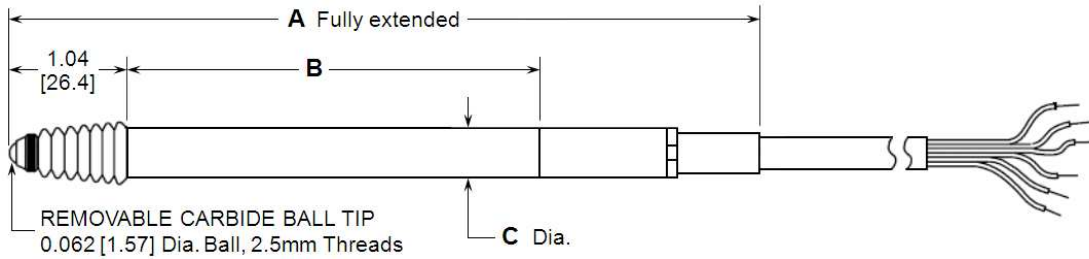 A Fully extended
1.04
[26.4]
B
REMOVABLE CARBIDE BALL TIP
0.062 [1.57] Dia. Ball, 2.5mm Threads
C Dia.